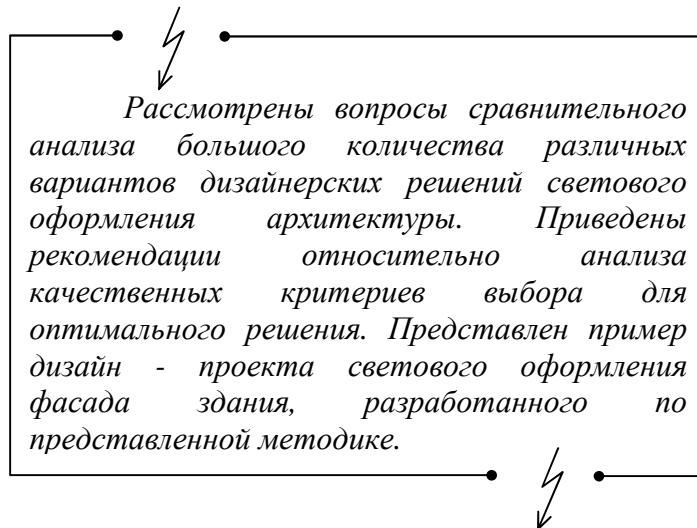 Рассмотрены вопросы сравнительного
анализа большого количества различных
вариантов дизайнерских решений светового
оформления архитектуры. Приведены
рекомендации относительно анализа
качественных критериев выбора для
оптимального решения. Представлен пример
дизайн - проекта светового оформления
фасада здания, разработанного по
представленной методике.